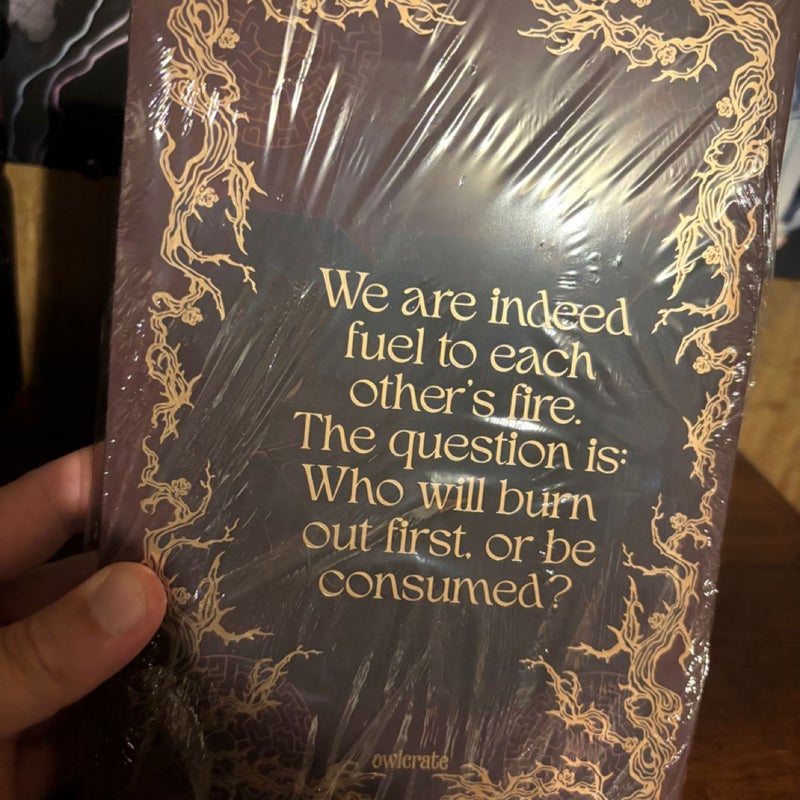 We are indeed
fuel to each
other's fire.
The question is:
Who will burn
out first, or be
consumed?
owlcrate